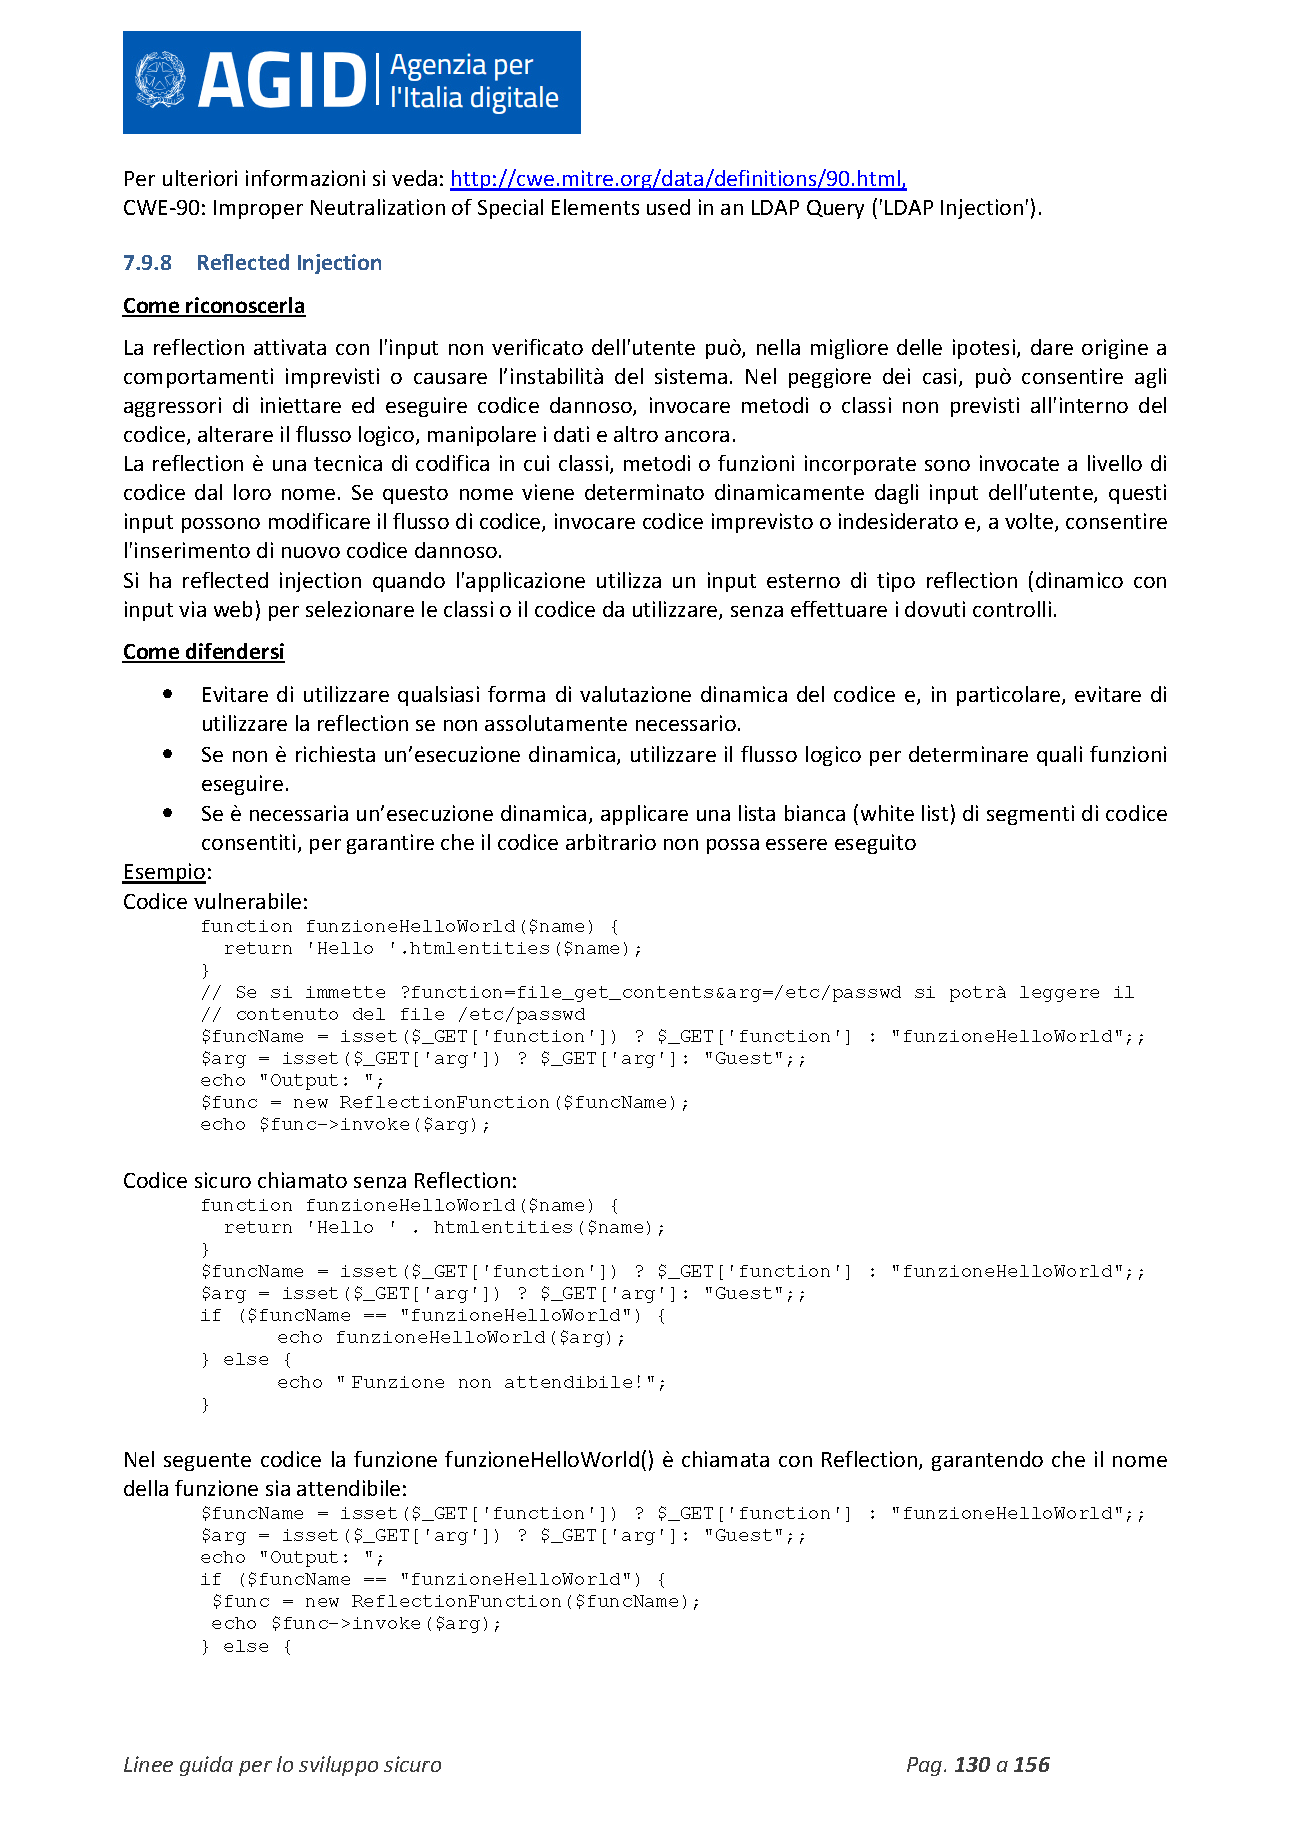 AGID
Agenzia per
l'Italia digitale
Per ulteriori informazioni si veda: http://cwe.mitre.org/data/definitions/90.html,
CWE-90: Improper Neutralization of Special Elements used in an LDAP Query ('LDAP Injection').
7.9.8 Reflected Injection
Come riconoscerla
La reflection attivata con l'input non verificato dell'utente può, nella migliore delle ipotesi, dare origine a
comportamenti imprevisti o causare l’instabilità del sistema. Nel peggiore dei casi, può consentire agli
aggressori di iniettare ed eseguire codice dannoso, invocare metodi o classi non previsti all'interno del
codice, alterare il flusso logico, manipolare i dati e altro ancora.
La reflection è una tecnica di codifica in cui classi, metodi o funzioni incorporate sono invocate a livello di
codice dal loro nome. Se questo nome viene determinato dinamicamente dagli input dell'utente, questi
input possono modificare il flusso di codice, invocare codice imprevisto o indesiderato e, a volte, consentire
l'inserimento di nuovo codice dannoso.
Si ha reflected injection quando l'applicazione utilizza un input esterno di tipo reflection (dinamico con
input via web) per selezionare le classi o il codice da utilizzare, senza effettuare i dovuti controlli.
Come difendersi
• Evitare di utilizzare qualsiasi forma di valutazione dinamica del codice e, in particolare, evitare di
utilizzare la reflection se non assolutamente necessario.
• Se non è richiesta un’esecuzione dinamica, utilizzare il flusso logico per determinare quali funzioni
eseguire.
• Se è necessaria un’esecuzione dinamica, applicare una lista bianca (white list) di segmenti di codice
consentiti, per garantire che il codice arbitrario non possa essere eseguito
Esempio:
Codice vulnerabile:
function funzioneHelloWorld($name) {
  return 'Hello '.htmlentities($name);
}
// Se si immette ?function=file_get_contents&arg=/etc/passwd si potrà leggere il
// contenuto del file /etc/passwd
$funcName = isset($_GET['function']) ? $_GET['function'] : "funzioneHelloWorld";;
$arg = isset($_GET['arg']) ? $_GET['arg']: "Guest";;
echo "Output: ";
$func = new ReflectionFunction($funcName);
echo $func->invoke($arg);
Codice sicuro chiamato senza Reflection:
function funzioneHelloWorld($name) {
  return 'Hello ' . htmlentities($name);
}
$funcName = isset($_GET['function']) ? $_GET['function'] : "funzioneHelloWorld";;
$arg = isset($_GET['arg']) ? $_GET['arg']: "Guest";;
if ($funcName == "funzioneHelloWorld") {
      echo funzioneHelloWorld($arg);
} else {
      echo " Funzione non attendibile!";
}
Nel seguente codice la funzione funzioneHelloWorld() è chiamata con Reflection, garantendo che il nome
della funzione sia attendibile:
$funcName = isset($_GET['function']) ? $_GET['function'] : "funzioneHelloWorld";;
$arg = isset($_GET['arg']) ? $_GET['arg']: "Guest";;
echo "Output: ";
if ($funcName == "funzioneHelloWorld") {
 $func = new ReflectionFunction($funcName);
 echo $func->invoke($arg);
} else {
Linee guida per lo sviluppo sicuro Pag. 130 a 156